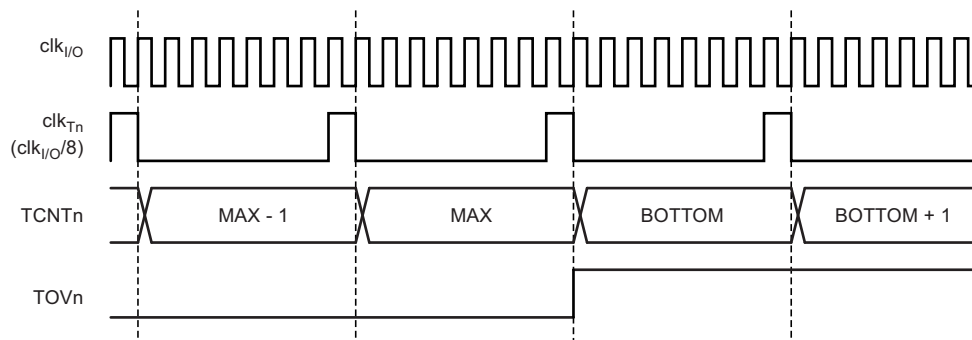 clkI/O
clkTn
(clkI/O/8)
TCNTn MAX - 1 MAX BOTTOM BOTTOM + 1
TOVn